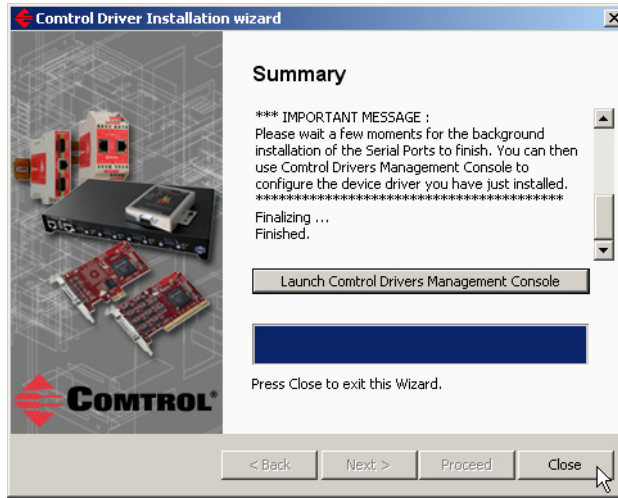 Comtrol Driver Installation wizard
Summary
*** IMPORTANT MESSAGE :
Please wait a few moments for the background
installation of the Serial Ports to finish. You can then
use Comtrol Drivers Management Console to
configure the device driver you have just installed.
******************************************
Finalizing ...
Finished.
Launch Comtrol Drivers Management Console
Press Close to exit this Wizard.
COMTROL®
< Back
Next >
Proceed
Close